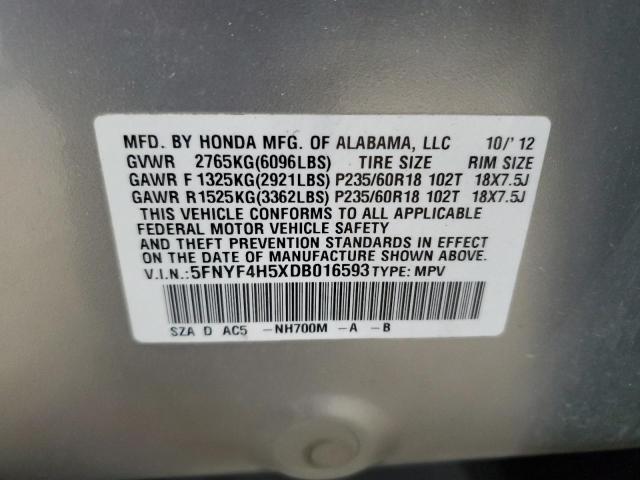 MFD. BY HONDA MFG. OF ALABAMA, LLC 10/'12
GVWR 2765KG(6096LBS) TIRE SIZE RIM SIZE
GAWR F 1325KG(2921LBS) P235/60R18 102T 18X7.5J
GAWR R 1525KG(3362LBS) P235/60R18 102T 18X7.5J
THIS VEHICLE CONFORMS TO ALL APPLICABLE
FEDERAL MOTOR VEHICLE SAFETY
AND THEFT PREVENTION STANDARDS IN EFFECT ON
THE DATE OF MANUFACTURE SHOWN ABOVE.
V.I.N.: 5FNYF4H5XDB016593 TYPE: MPV
SZA D AC5 -NH700M -A -B